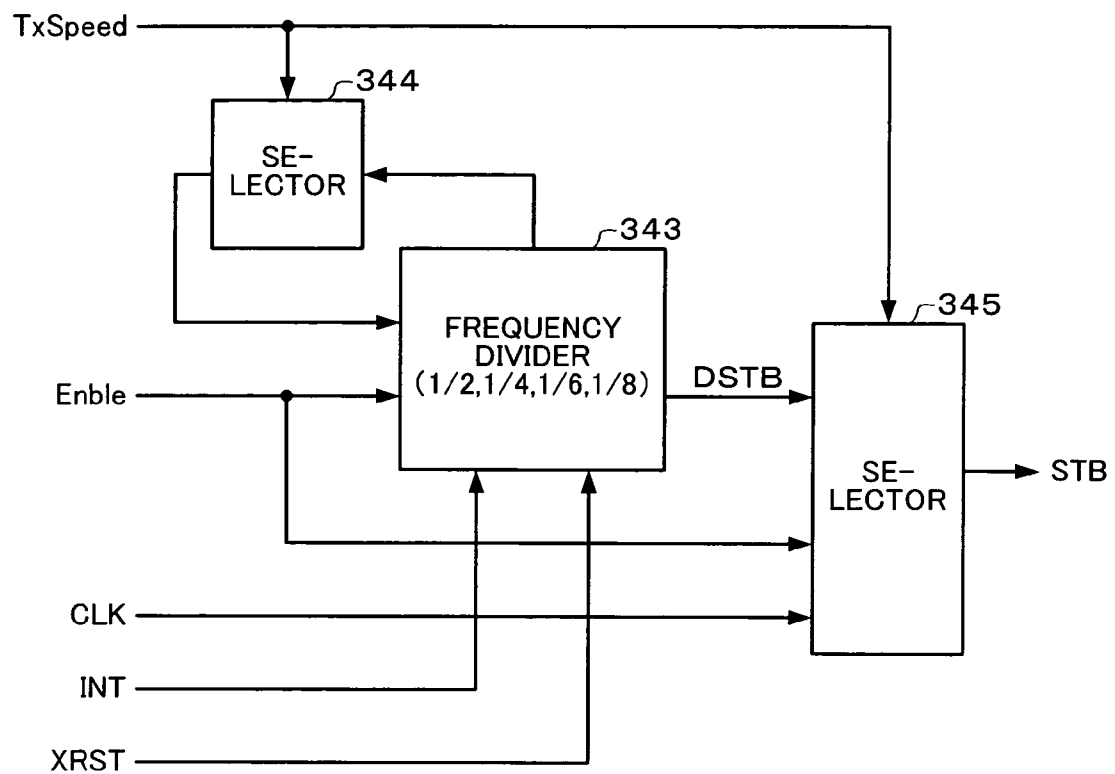 TxSpeed
344
SE-
LECTOR
343
FREQUENCY
DIVIDER
(1/2,1/4,1/6,1/8)
345
Enble
DSTB
SE-
LECTOR
STB
CLK
INT
XRST